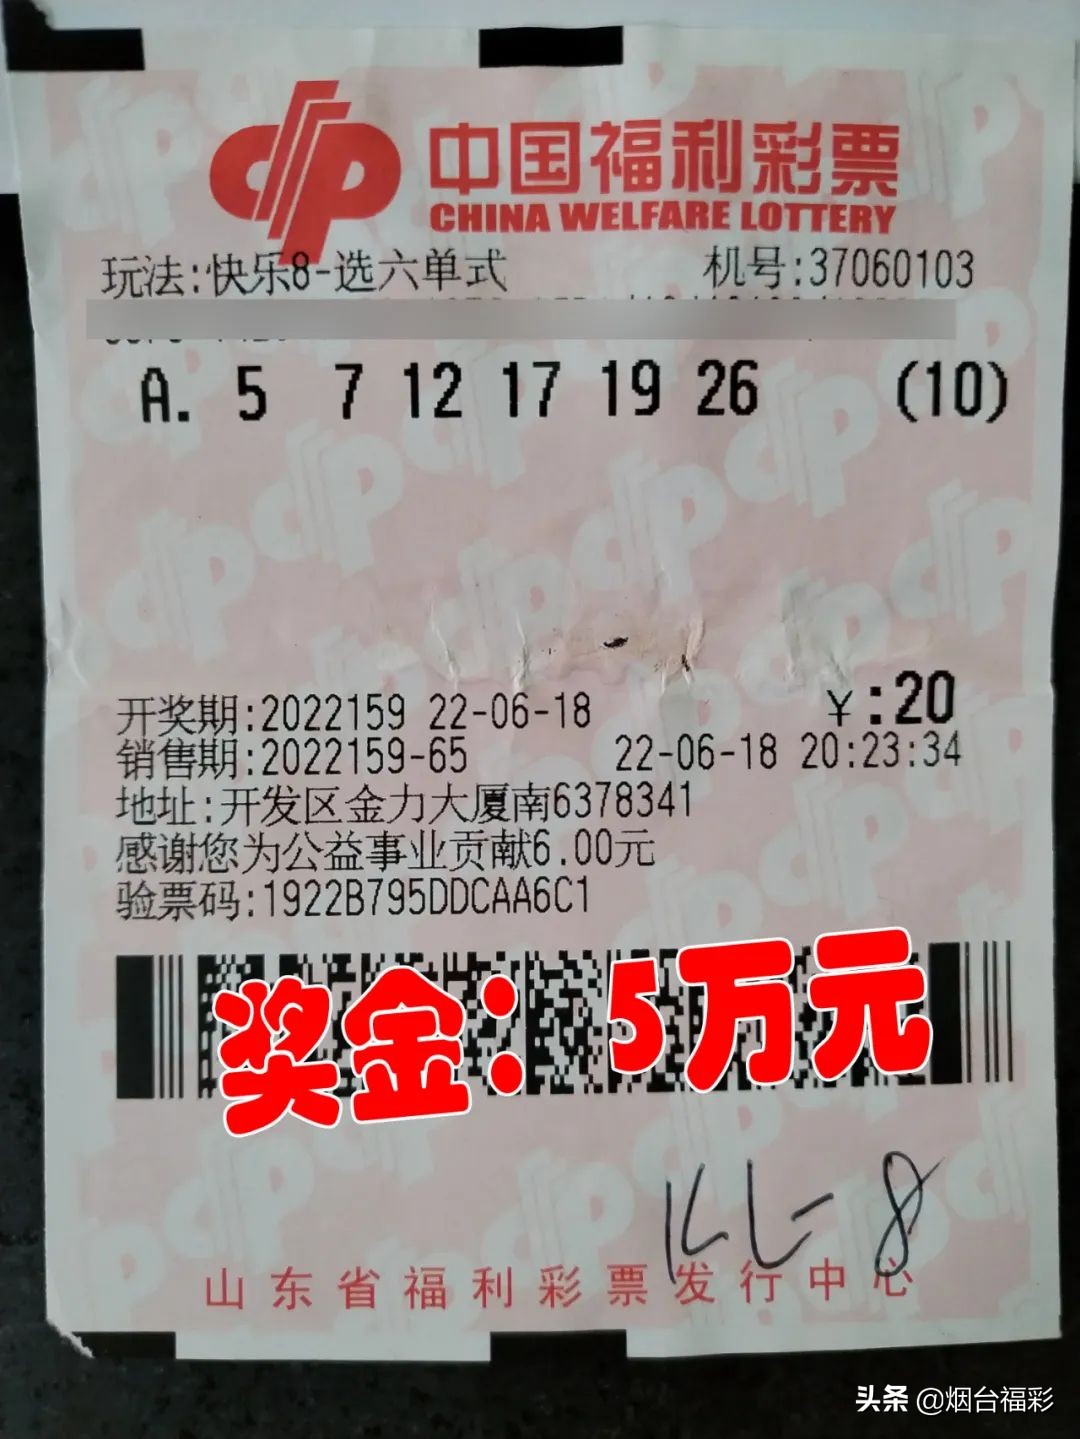 中国福利彩票
CHINA WELFARE LOTTERY
玩法:快乐8-选六单式 机号:37060103
A. 5 7 12 17 19 26 (10)
开奖期:2022159 22-06-18 ¥:20
销售期:2022159-65 22-06-18 20:23:34
地址:开发区金力大厦南6378341
感谢您为公益事业贡献6.00元
验票码:1922B795DDCAA6C1
奖金：5万元
KL-8
山东省福利彩票发行中心
头条 @烟台福彩